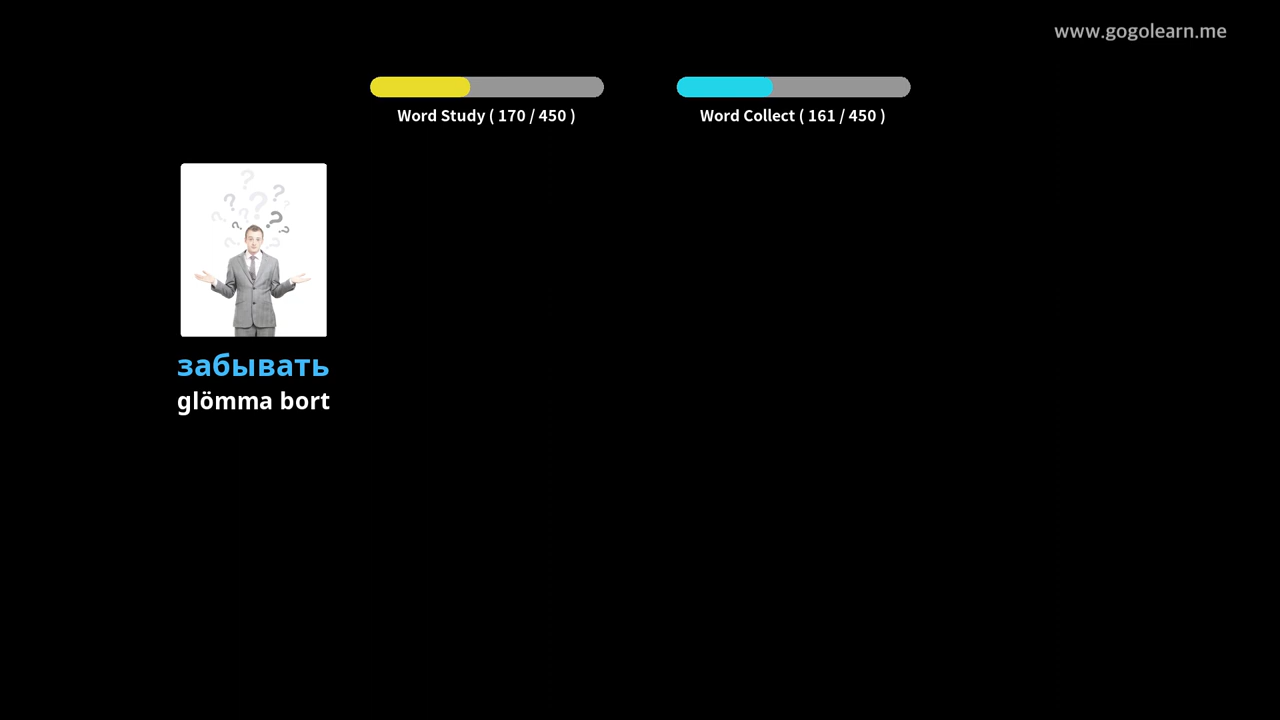 www.gogolearn.me
Word Study ( 170 / 450 )
Word Collect ( 161 / 450 )
забывать
glömma bort